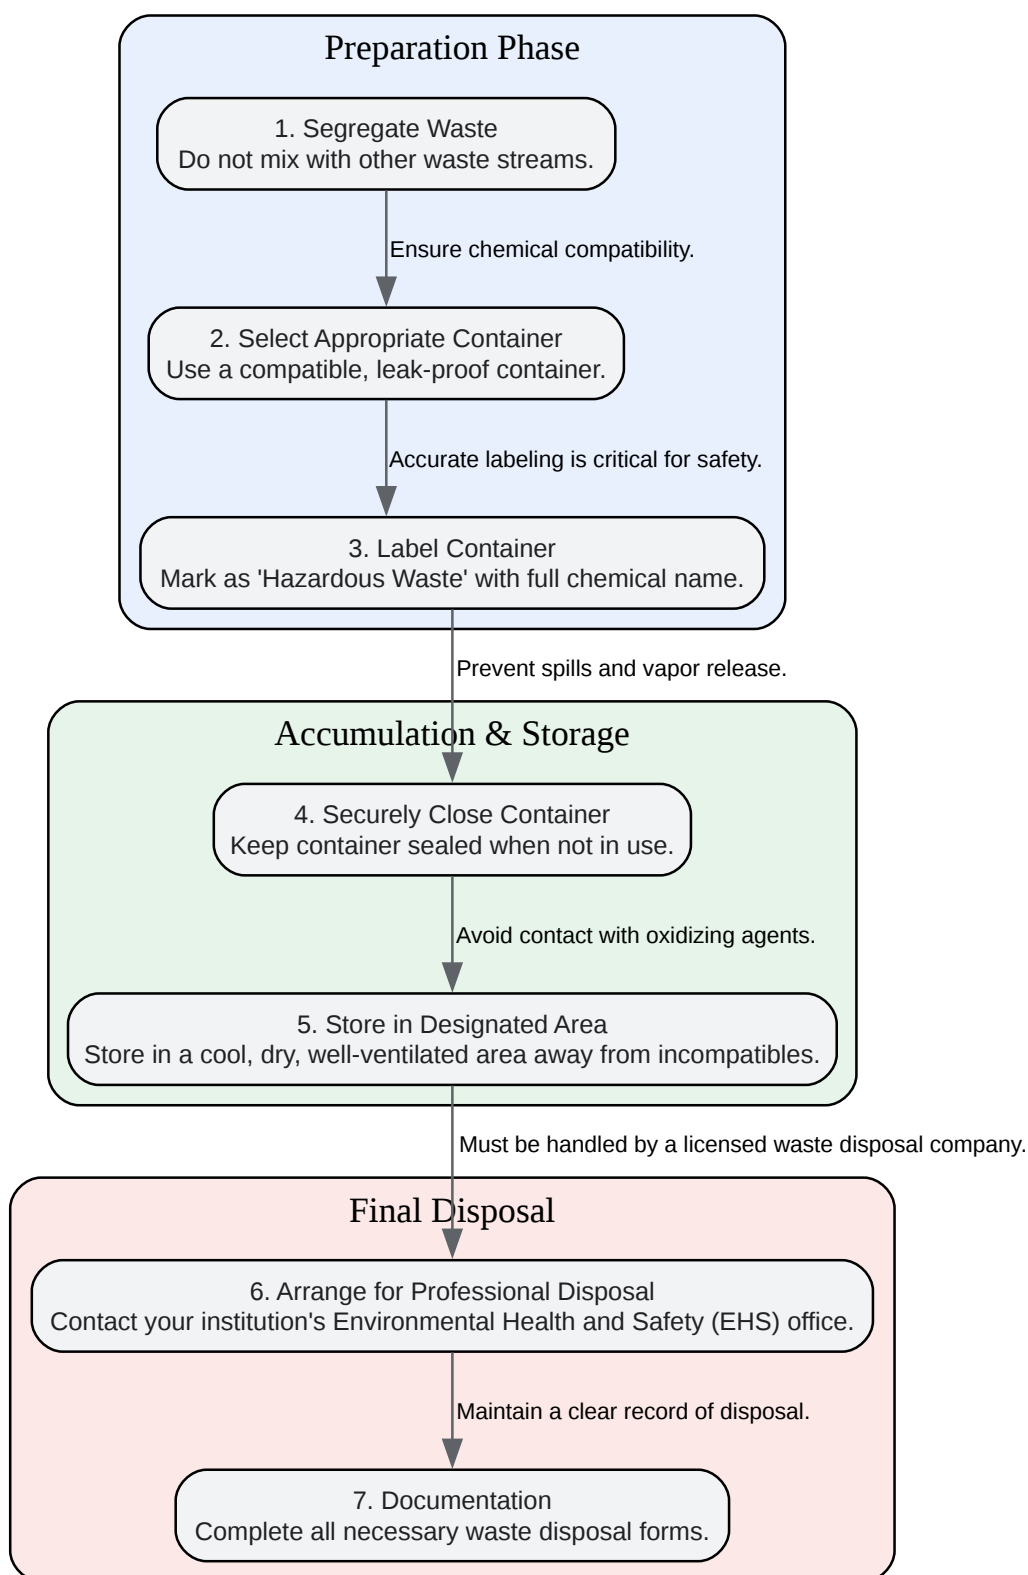 Preparation Phase
1. Segregate Waste
Do not mix with other waste streams.
Ensure chemical compatibility.
2. Select Appropriate Container
Use a compatible, leak-proof container.
Accurate labeling is critical for safety.
3. Label Container
Mark as 'Hazardous Waste' with full chemical name.
Prevent spills and vapor release.
Accumulation & Storage
4. Securely Close Container
Keep container sealed when not in use.
Avoid contact with oxidizing agents.
5. Store in Designated Area
Store in a cool, dry, well-ventilated area away from incompatibles.
Must be handled by a licensed waste disposal company.
Final Disposal
6. Arrange for Professional Disposal
Contact your institution's Environmental Health and Safety (EHS) office.
Maintain a clear record of disposal.
7. Documentation
Complete all necessary waste disposal forms.